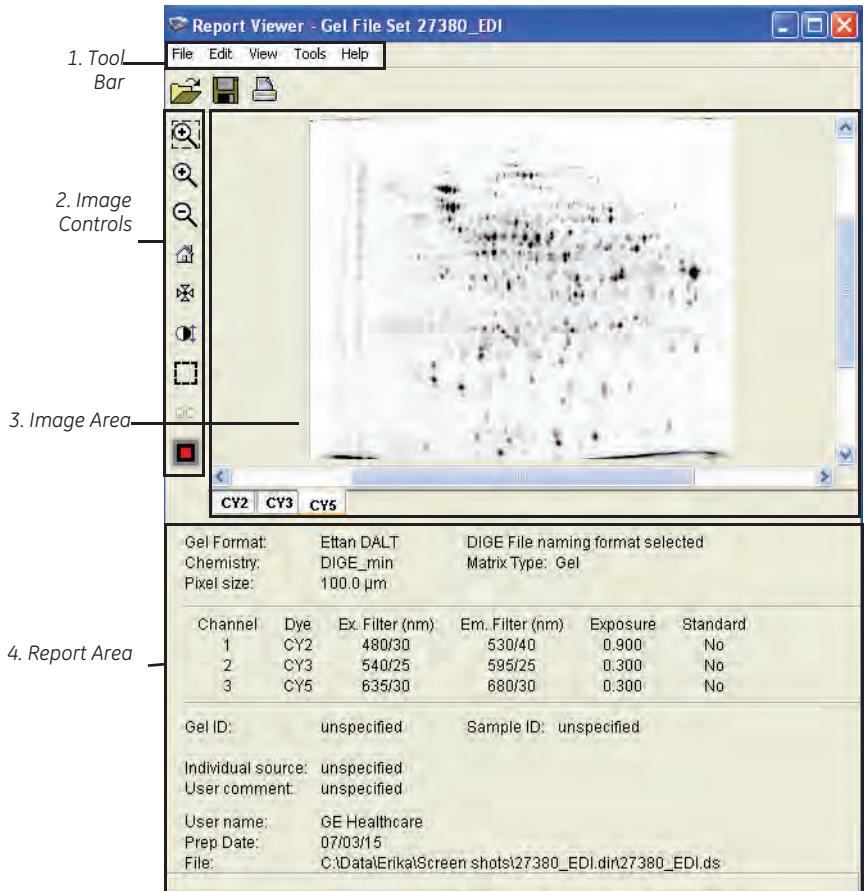 Report Viewer - Gel File Set 27380_EDI
File Edit View Tools Help
1. Tool
Bar
2. Image
Controls
3. Image Area
QC
CY2 CY3 CY5
4. Report Area
Gel Format: Ettan DALT DIGE File naming format selected
Chemistry: DIGE_min Matrix Type: Gel
Pixel size: 100.0 µm
Channel Dye Ex. Filter (nm) Em. Filter (nm) Exposure Standard
1 CY2 480/30 530/40 0.900 No
2 CY3 540/25 595/25 0.300 No
3 CY5 635/30 680/30 0.300 No
Gel ID: unspecified Sample ID: unspecified
Individual source: unspecified
User comment: unspecified
User name: GE Healthcare
Prep Date: 07/03/15
File: C:\Data\Erika\Screen shots\27380_EDI.dir\27380_EDI.ds